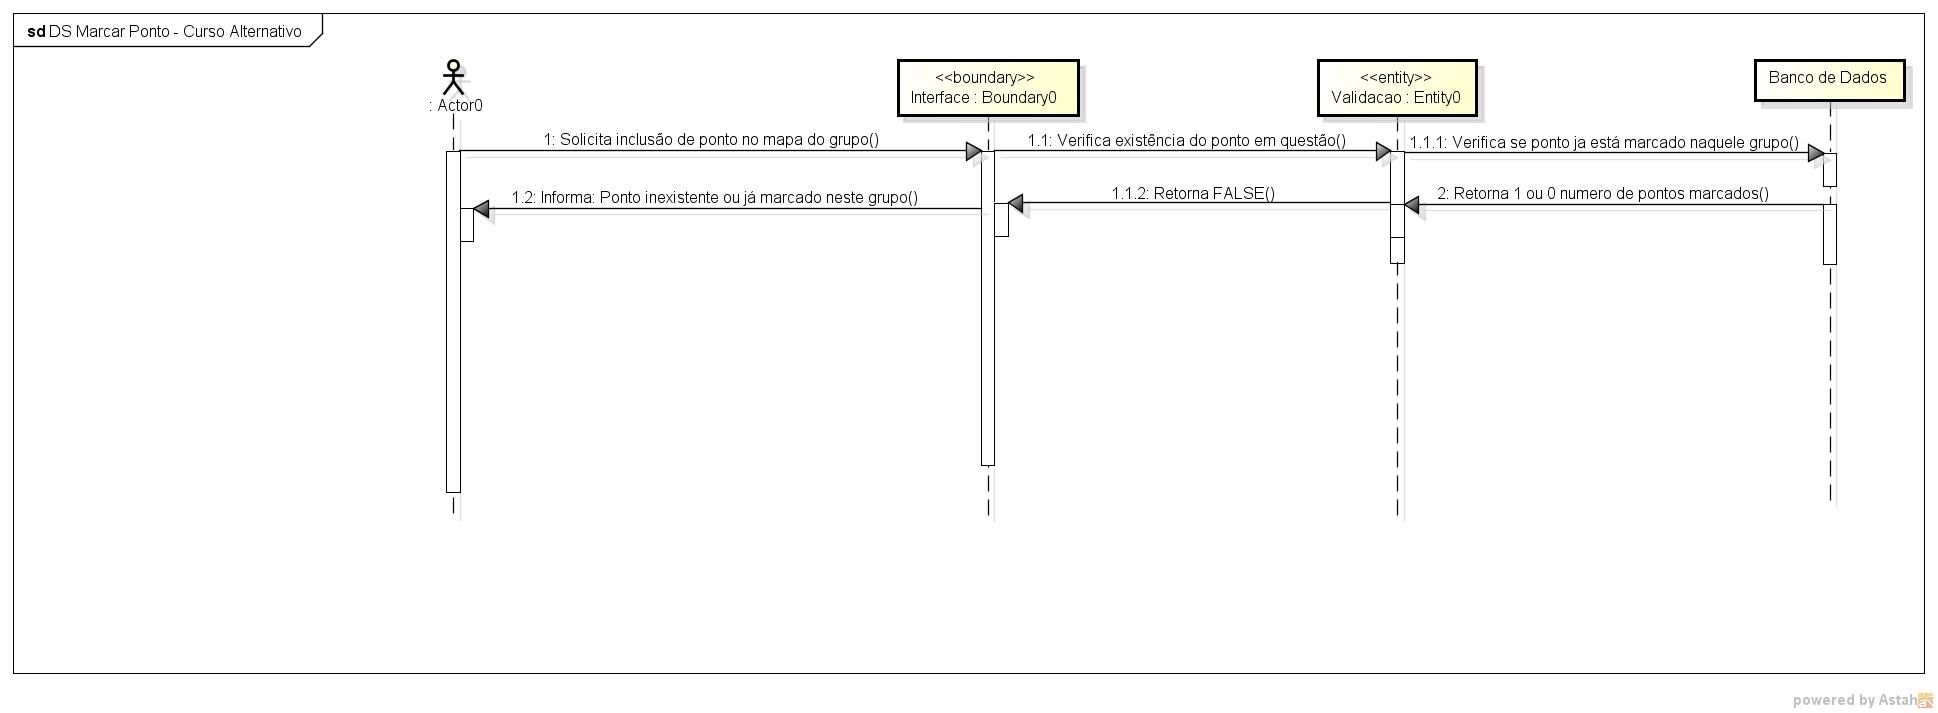 sd DS Marcar Ponto - Curso Alternativo
: Actor0
<<boundary>>
Interface : Boundary0
<<entity>>
Validacao : Entity0
Banco de Dados
1: Solicita inclusão de ponto no mapa do grupo()
1.1: Verifica existência do ponto em questão()
1.1.1: Verifica se ponto ja está marcado naquele grupo()
1.2: Informa: Ponto inexistente ou já marcado neste grupo()
1.1.2: Retorna FALSE()
2: Retorna 1 ou 0 numero de pontos marcados()
powered by Astah